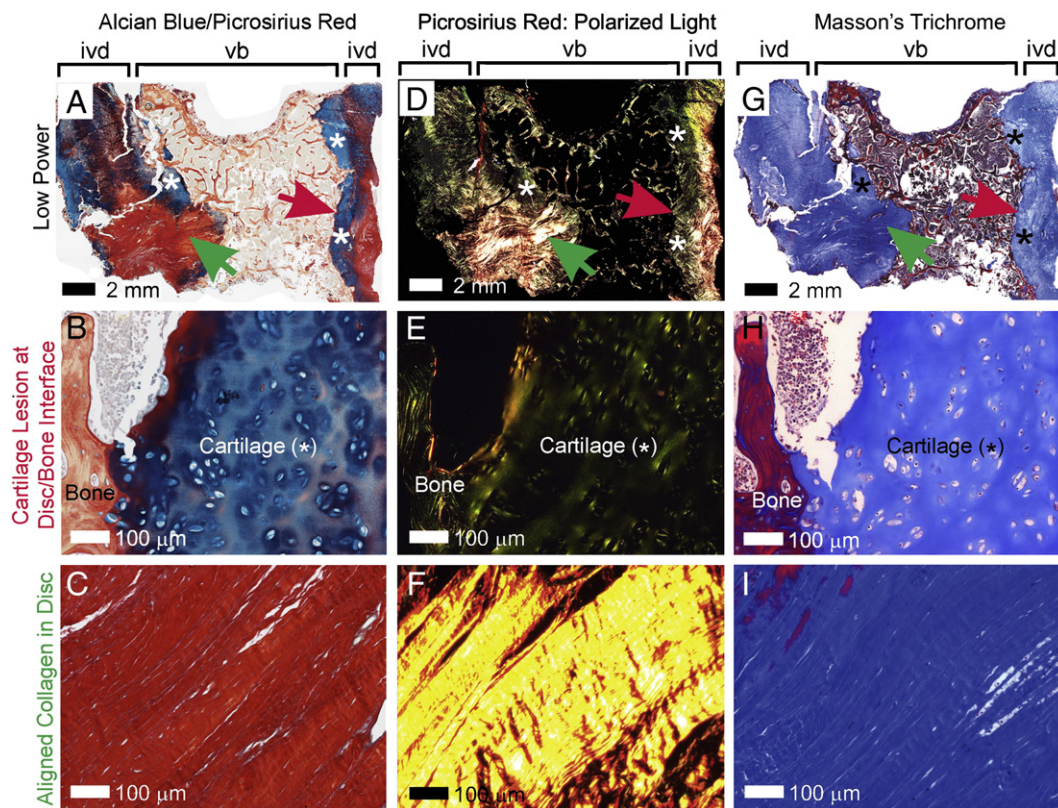 Alcian Blue/Picrosirius Red
Picrosirius Red: Polarized Light
Masson's Trichrome
ivd vb ivd
ivd vb ivd
ivd vb ivd
Low Power
A
*
*
*
2 mm
D
*
*
*
2 mm
G
*
*
*
2 mm
Cartilage Lesion at
Disc/Bone Interface
B
Cartilage (*)
Bone
100 μm
E
Cartilage (*)
Bone
100 μm
H
Cartilage (*)
Bone
100 μm
Aligned Collagen in Disc
C
100 μm
F
100 μm
I
100 μm